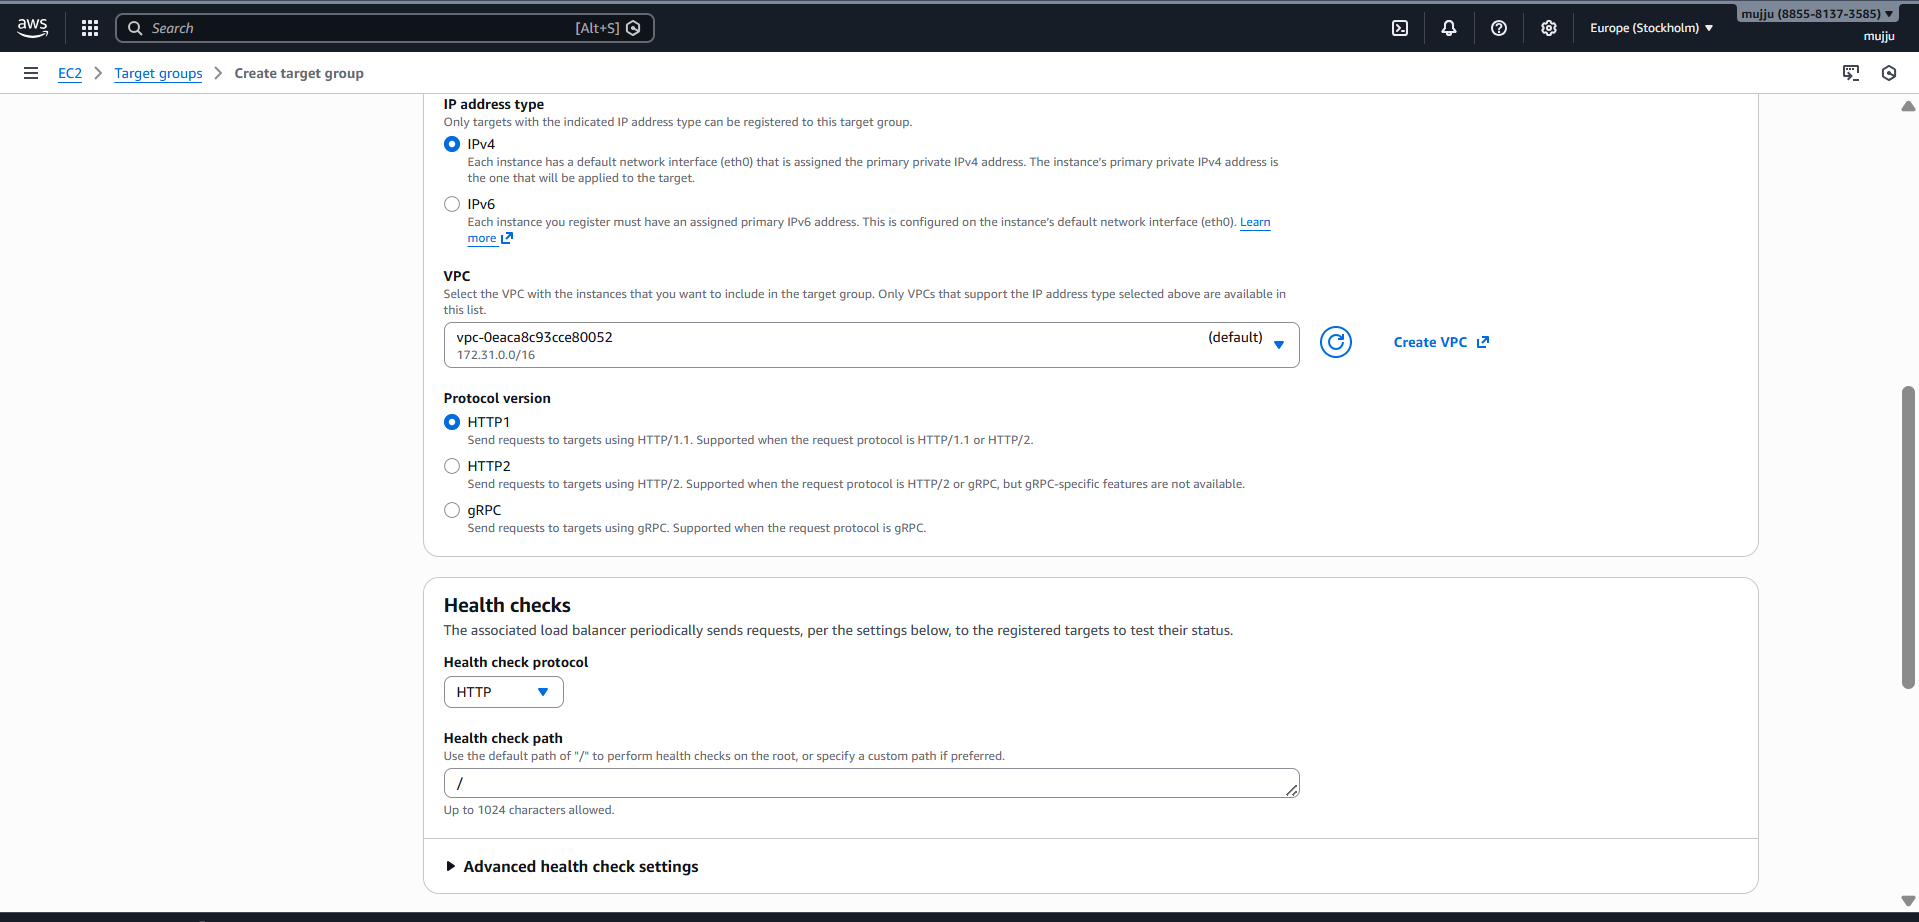 aws
Search
[Alt+S]
Europe (Stockholm)
mujju (8855-8137-3585)
mujju
EC2
Target groups
Create target group
IP address type
Only targets with the indicated IP address type can be registered to this target group.
IPv4
Each instance has a default network interface (eth0) that is assigned the primary private IPv4 address. The instance's primary private IPv4 address is
the one that will be applied to the target.
IPv6
Each instance you register must have an assigned primary IPv6 address. This is configured on the instance's default network interface (eth0). Learn
more
VPC
Select the VPC with the instances that you want to include in the target group. Only VPCs that support the IP address type selected above are available in
this list.
vpc-0eaca8c93cce80052 (default)
172.31.0.0/16
Create VPC
Protocol version
HTTP1
Send requests to targets using HTTP/1.1. Supported when the request protocol is HTTP/1.1 or HTTP/2.
HTTP2
Send requests to targets using HTTP/2. Supported when the request protocol is HTTP/2 or gRPC, but gRPC-specific features are not available.
gRPC
Send requests to targets using gRPC. Supported when the request protocol is gRPC.
Health checks
The associated load balancer periodically sends requests, per the settings below, to the registered targets to test their status.
Health check protocol
HTTP
Health check path
Use the default path of "/" to perform health checks on the root, or specify a custom path if preferred.
/
Up to 1024 characters allowed.
Advanced health check settings